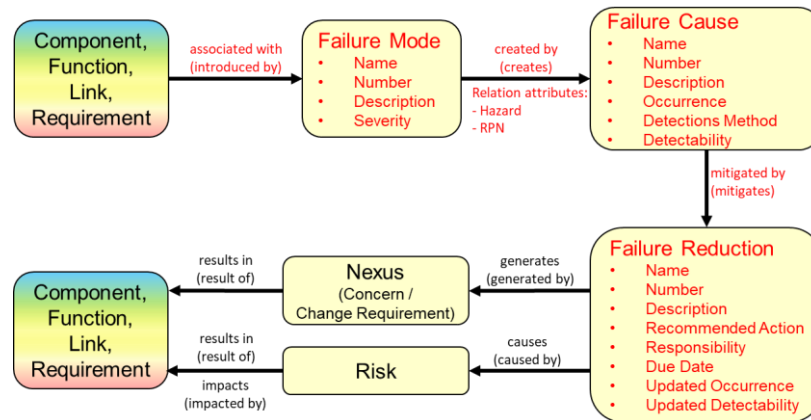 Component,
Function,
Link,
Requirement
associated with
(introduced by)
Failure Mode
• Name
• Number
• Description
• Severity
created by
(creates)
Relation attributes:
- Hazard
- RPN
Failure Cause
• Name
• Number
• Description
• Occurrence
• Detections Method
• Detectability
mitigated by
(mitigates)
Failure Reduction
• Name
• Number
• Description
• Recommended Action
• Responsibility
• Due Date
• Updated Occurrence
• Updated Detectability
generates
(generated by)
Nexus
(Concern /
Change Requirement)
results in
(result of)
causes
(caused by)
Risk
results in
(result of)
impacts
(impacted by)
Component,
Function,
Link,
Requirement